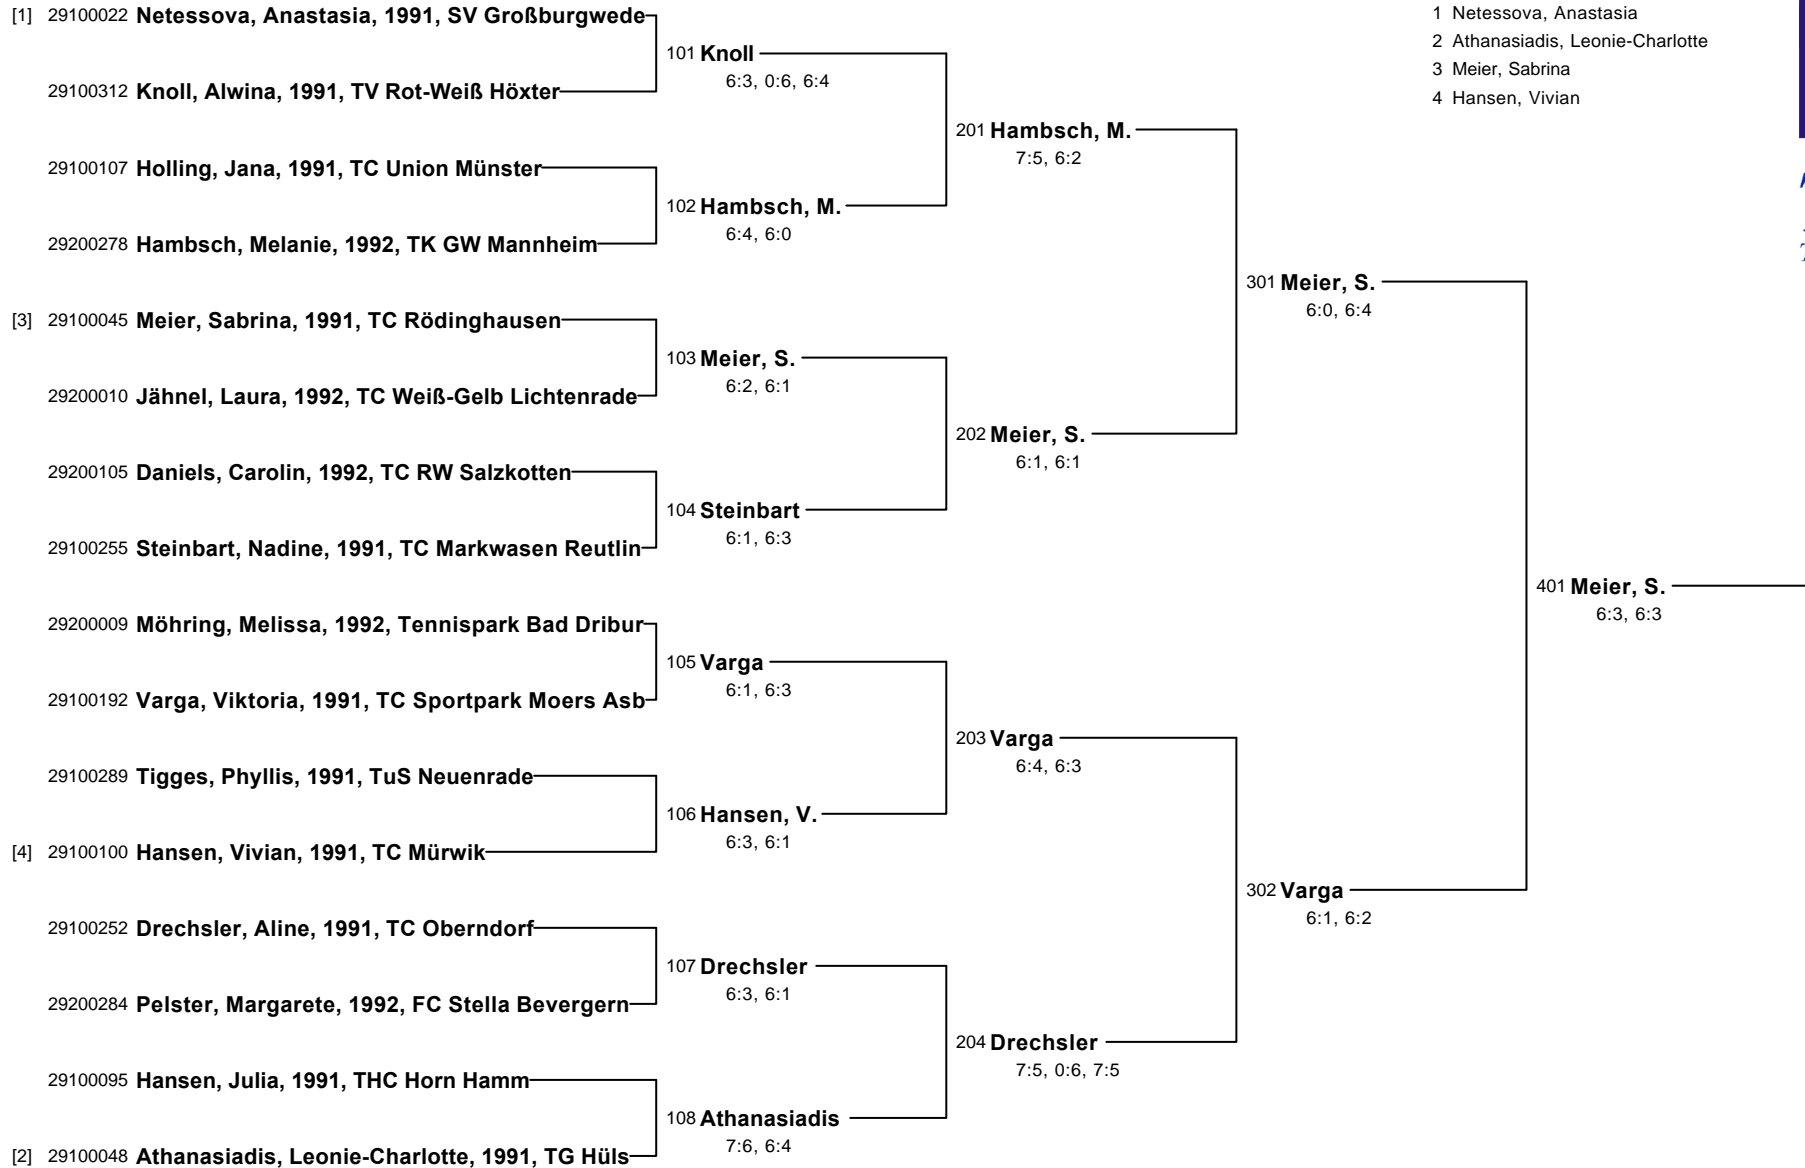 [1] 29100022 Netessova, Anastasia, 1991, SV Großburgwede
29100312 Knoll, Alwina, 1991, TV Rot-Weiß Höxter
29100107 Holling, Jana, 1991, TC Union Münster
29200278 Hambsch, Melanie, 1992, TK GW Mannheim
[3] 29100045 Meier, Sabrina, 1991, TC Rödinghausen
29200010 Jähnel, Laura, 1992, TC Weiß-Gelb Lichtenrade
29200105 Daniels, Carolin, 1992, TC RW Salzkotten
29100255 Steinbart, Nadine, 1991, TC Markwasen Reutlin
29200009 Möhring, Melissa, 1992, Tennispark Bad Dribur
29100192 Varga, Viktoria, 1991, TC Sportpark Moers Asb
29100289 Tigges, Phyllis, 1991, TuS Neuenrade
[4] 29100100 Hansen, Vivian, 1991, TC Mürwik
29100252 Drechsler, Aline, 1991, TC Oberndorf
29200284 Pelster, Margarete, 1992, FC Stella Bevergern
29100095 Hansen, Julia, 1991, THC Horn Hamm
[2] 29100048 Athanasiadis, Leonie-Charlotte, 1991, TG Hüls
101 Knoll
6:3, 0:6, 6:4
102 Hambsch, M.
6:4, 6:0
103 Meier, S.
6:2, 6:1
104 Steinbart
6:1, 6:3
105 Varga
6:1, 6:3
106 Hansen, V.
6:3, 6:1
107 Drechsler
6:3, 6:1
108 Athanasiadis
7:6, 6:4
201 Hambsch, M.
7:5, 6:2
202 Meier, S.
6:1, 6:1
203 Varga
6:4, 6:3
204 Drechsler
7:5, 0:6, 7:5
301 Meier, S.
6:0, 6:4
302 Varga
6:1, 6:2
401 Meier, S.
6:3, 6:3
1 Netessova, Anastasia
2 Athanasiadis, Leonie-Charlotte
3 Meier, Sabrina
4 Hansen, Vivian